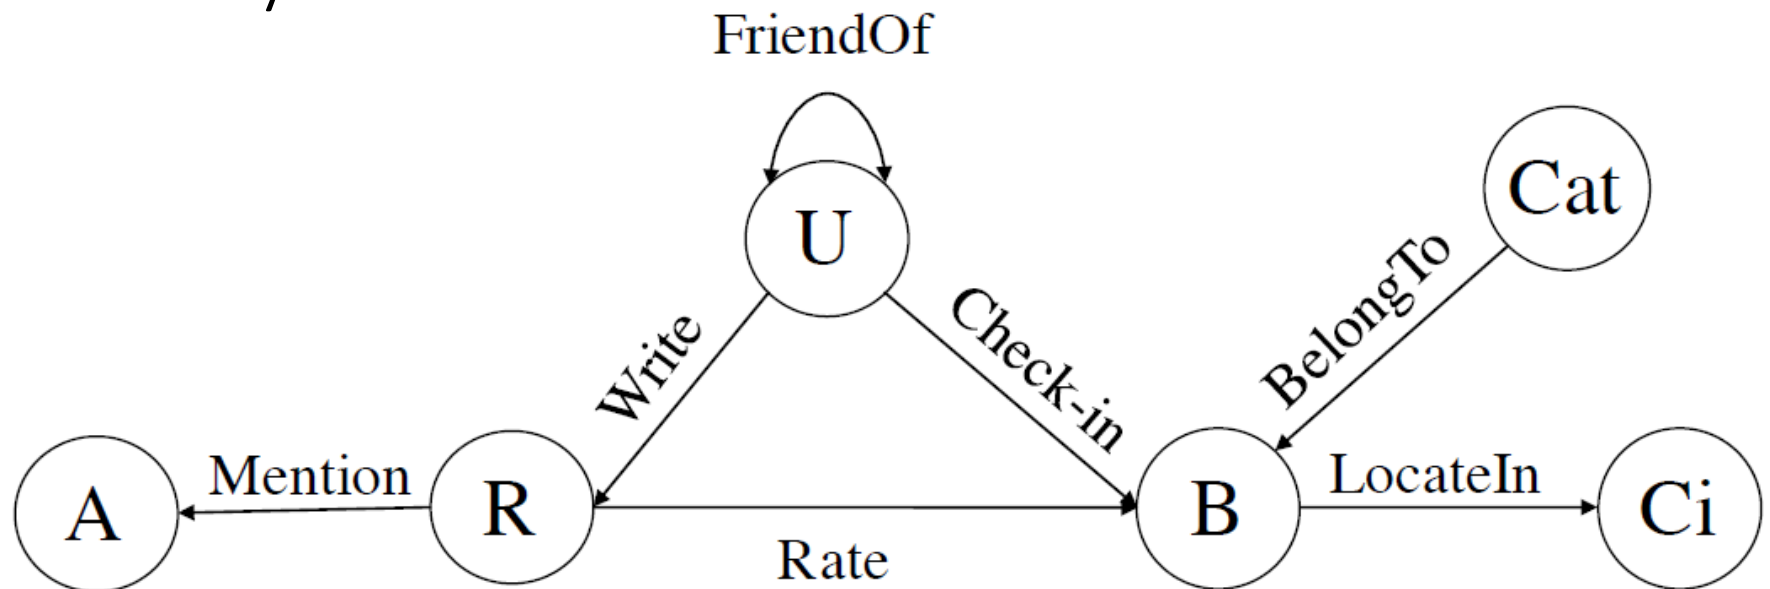 FriendOf
Cat
U
BelongTo
Write
Check-in
Mention
LocateIn
A
R
B
Ci
Rate